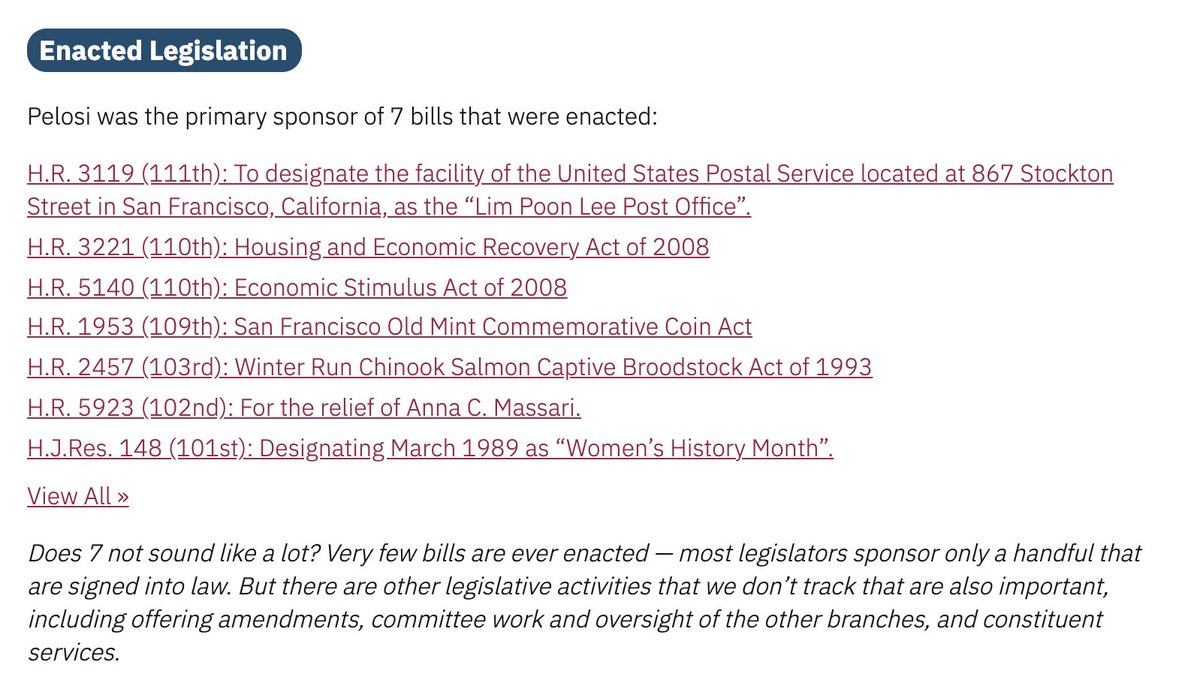 Enacted Legislation
Pelosi was the primary sponsor of 7 bills that were enacted:
H.R. 3119 (111th): To designate the facility of the United States Postal Service located at 867 Stockton
Street in San Francisco, California, as the “Lim Poon Lee Post Office”.
H.R. 3221 (110th): Housing and Economic Recovery Act of 2008
H.R. 5140 (110th): Economic Stimulus Act of 2008
H.R. 1953 (109th): San Francisco Old Mint Commemorative Coin Act
H.R. 2457 (103rd): Winter Run Chinook Salmon Captive Broodstock Act of 1993
H.R. 5923 (102nd): For the relief of Anna C. Massari.
H.J.Res. 148 (101st): Designating March 1989 as “Women’s History Month”.
View All »
Does 7 not sound like a lot? Very few bills are ever enacted — most legislators sponsor only a handful that
are signed into law. But there are other legislative activities that we don’t track that are also important,
including offering amendments, committee work and oversight of the other branches, and constituent
services.